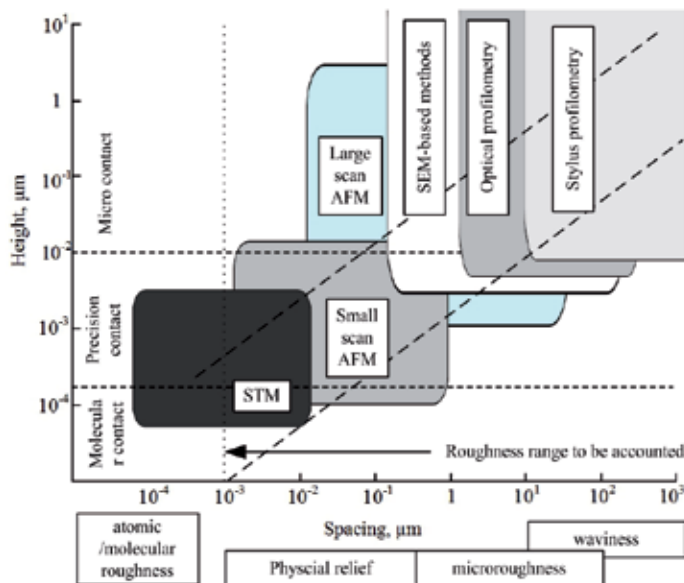 10¹
1
10⁻¹
10⁻²
10⁻³
10⁻⁴
Height, µm
Micro contact
Precision
contact
Molecula
r contact
Large
scan
AFM
SEM-based methods
Optical profilometry
Stylus profilometry
Small
scan
AFM
STM
Roughness range to be accounted
10⁻⁴
10⁻³
10⁻²
10⁻¹
1
10¹
10²
10³
Spacing, µm
atomic
/molecular
roughness
waviness
Physcial relief
microroughness